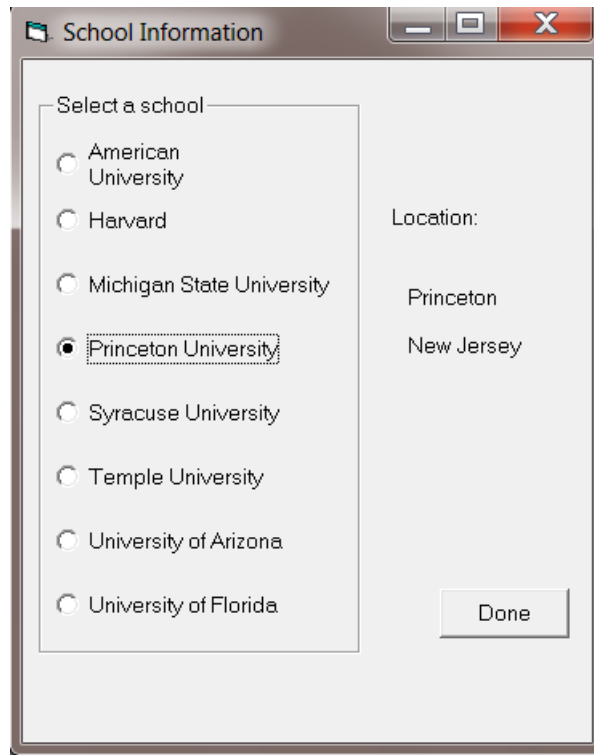 School Information
Select a school
American
University
Harvard
Michigan State University
Princeton University
Syracuse University
Temple University
University of Arizona
University of Florida
Location:
Princeton
New Jersey
Done